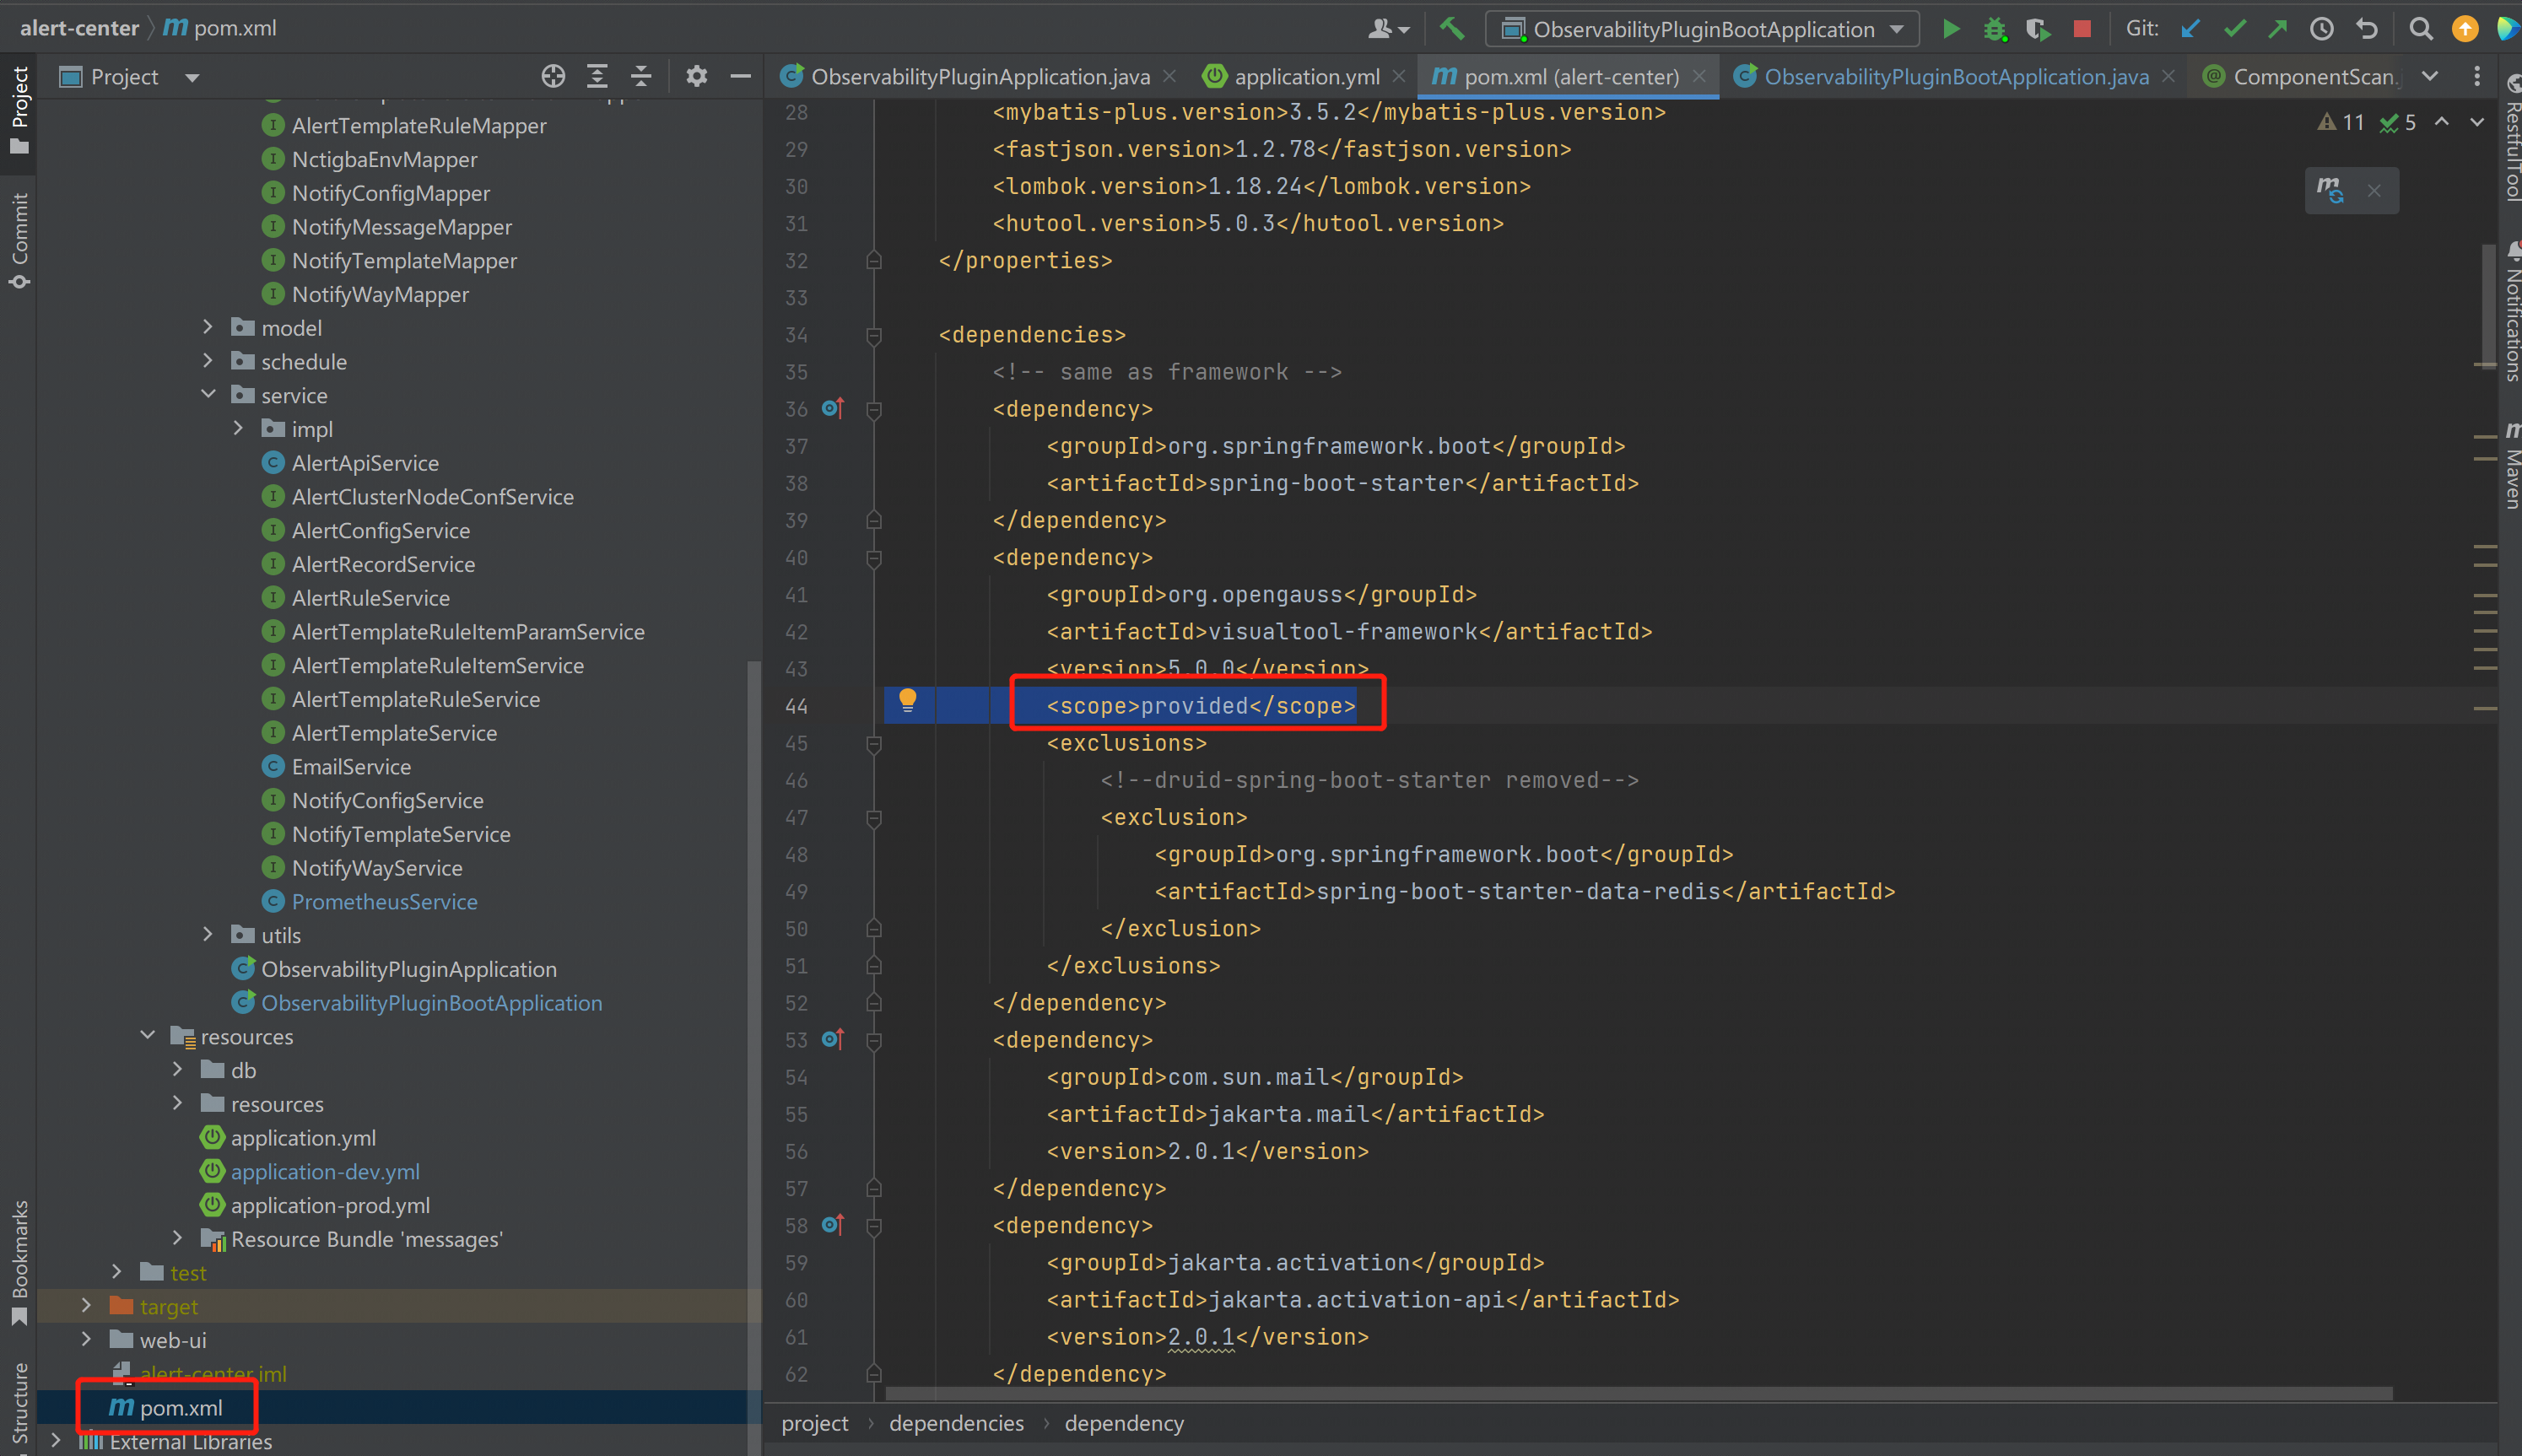 alert-center
pom.xml
ObservabilityPluginBootApplication
Git:
Project
ObservabilityPluginApplication.java
application.yml
pom.xml (alert-center)
ObservabilityPluginBootApplication.java
ComponentScan.
Project
Commit
Bookmarks
Structure
AlertTemplateRuleMapper
NctigbaEnvMapper
NotifyConfigMapper
NotifyMessageMapper
NotifyTemplateMapper
NotifyWayMapper
model
schedule
service
impl
AlertApiService
AlertClusterNodeConfService
AlertConfigService
AlertRecordService
AlertRuleService
AlertTemplateRuleItemParamService
AlertTemplateRuleItemService
AlertTemplateRuleService
AlertTemplateService
EmailService
NotifyConfigService
NotifyTemplateService
NotifyWayService
PrometheusService
utils
ObservabilityPluginApplication
ObservabilityPluginBootApplication
resources
db
resources
application.yml
application-dev.yml
application-prod.yml
Resource Bundle 'messages'
test
target
web-ui
alert-center.iml
pom.xml
External Libraries
11 5
28 <mybatis-plus.version>3.5.2</mybatis-plus.version>
29 <fastjson.version>1.2.78</fastjson.version>
30 <lombok.version>1.18.24</lombok.version>
31 <hutool.version>5.0.3</hutool.version>
32 </properties>
33
34 <dependencies>
35 <!-- same as framework -->
36 <dependency>
37 <groupId>org.springframework.boot</groupId>
38 <artifactId>spring-boot-starter</artifactId>
39 </dependency>
40 <dependency>
41 <groupId>org.opengauss</groupId>
42 <artifactId>visualtool-framework</artifactId>
43 <version>5.0.0</version>
44 <scope>provided</scope>
45 <exclusions>
46 <!--druid-spring-boot-starter removed-->
47 <exclusion>
48 <groupId>org.springframework.boot</groupId>
49 <artifactId>spring-boot-starter-data-redis</artifactId>
50 </exclusion>
51 </exclusions>
52 </dependency>
53 <dependency>
54 <groupId>com.sun.mail</groupId>
55 <artifactId>jakarta.mail</artifactId>
56 <version>2.0.1</version>
57 </dependency>
58 <dependency>
59 <groupId>jakarta.activation</groupId>
60 <artifactId>jakarta.activation-api</artifactId>
61 <version>2.0.1</version>
62 </dependency>
project › dependencies › dependency
RestfulTool
Notifications
Maven